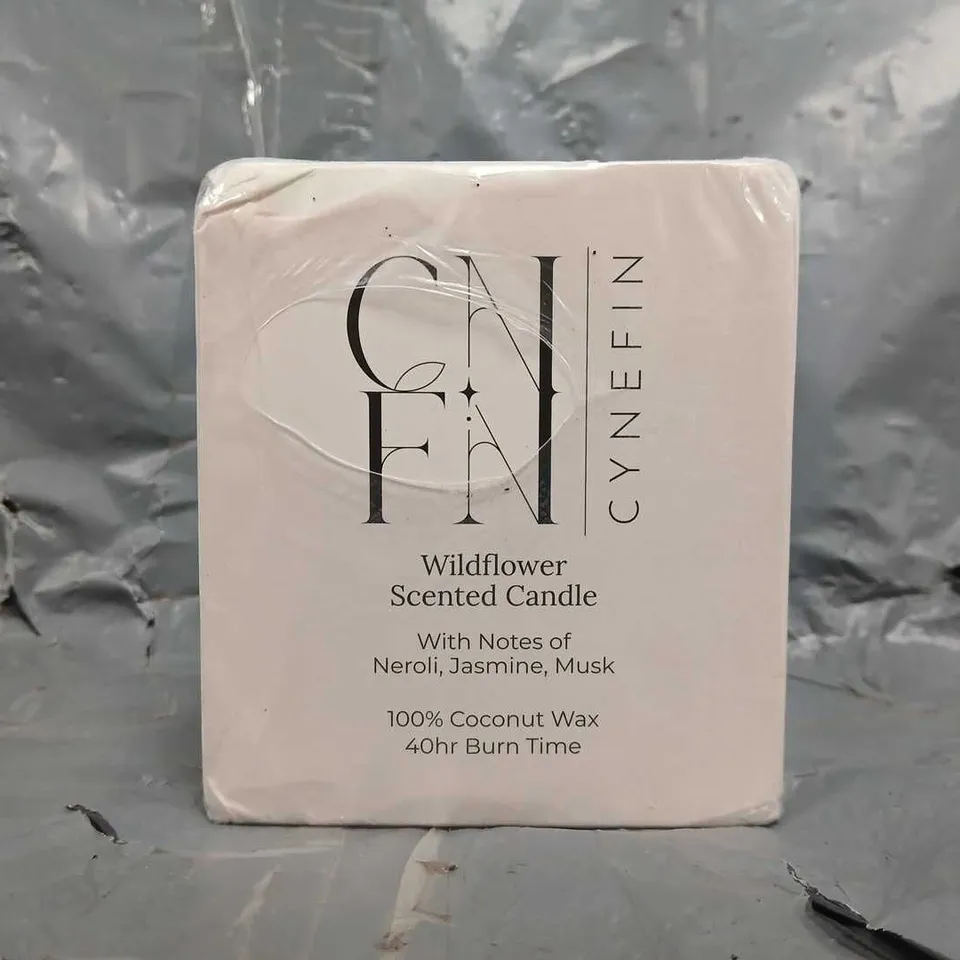 CN
FN
CYNEFIN
Wildflower
Scented Candle
With Notes of
Neroli, Jasmine, Musk
100% Coconut Wax
40hr Burn Time